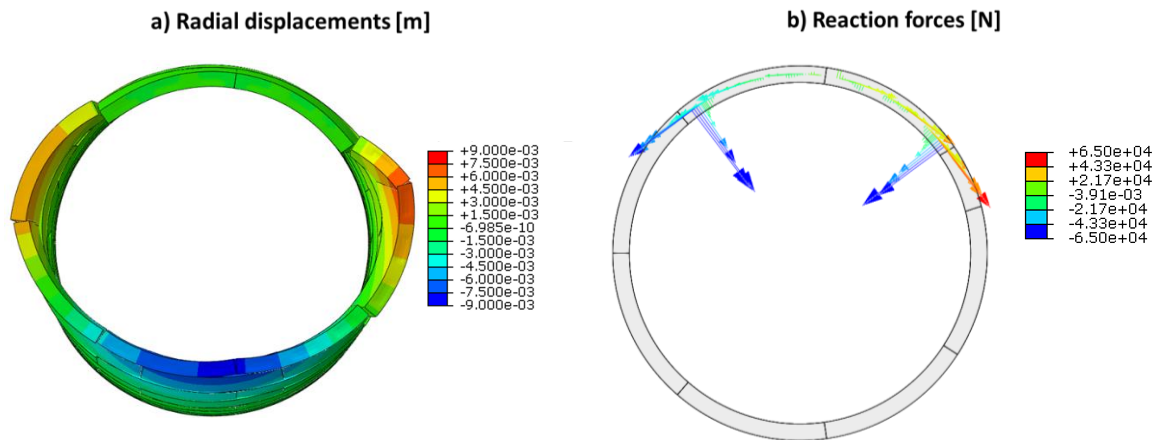 a) Radial displacements [m]
b) Reaction forces [N]
+9.000e-03
+7.500e-03
+6.000e-03
+4.500e-03
+3.000e-03
+1.500e-03
-6.985e-10
-1.500e-03
-3.000e-03
-4.500e-03
-6.000e-03
-7.500e-03
-9.000e-03
+6.50e+04
+4.33e+04
+2.17e+04
-3.91e-03
-2.17e+04
-4.33e+04
-6.50e+04